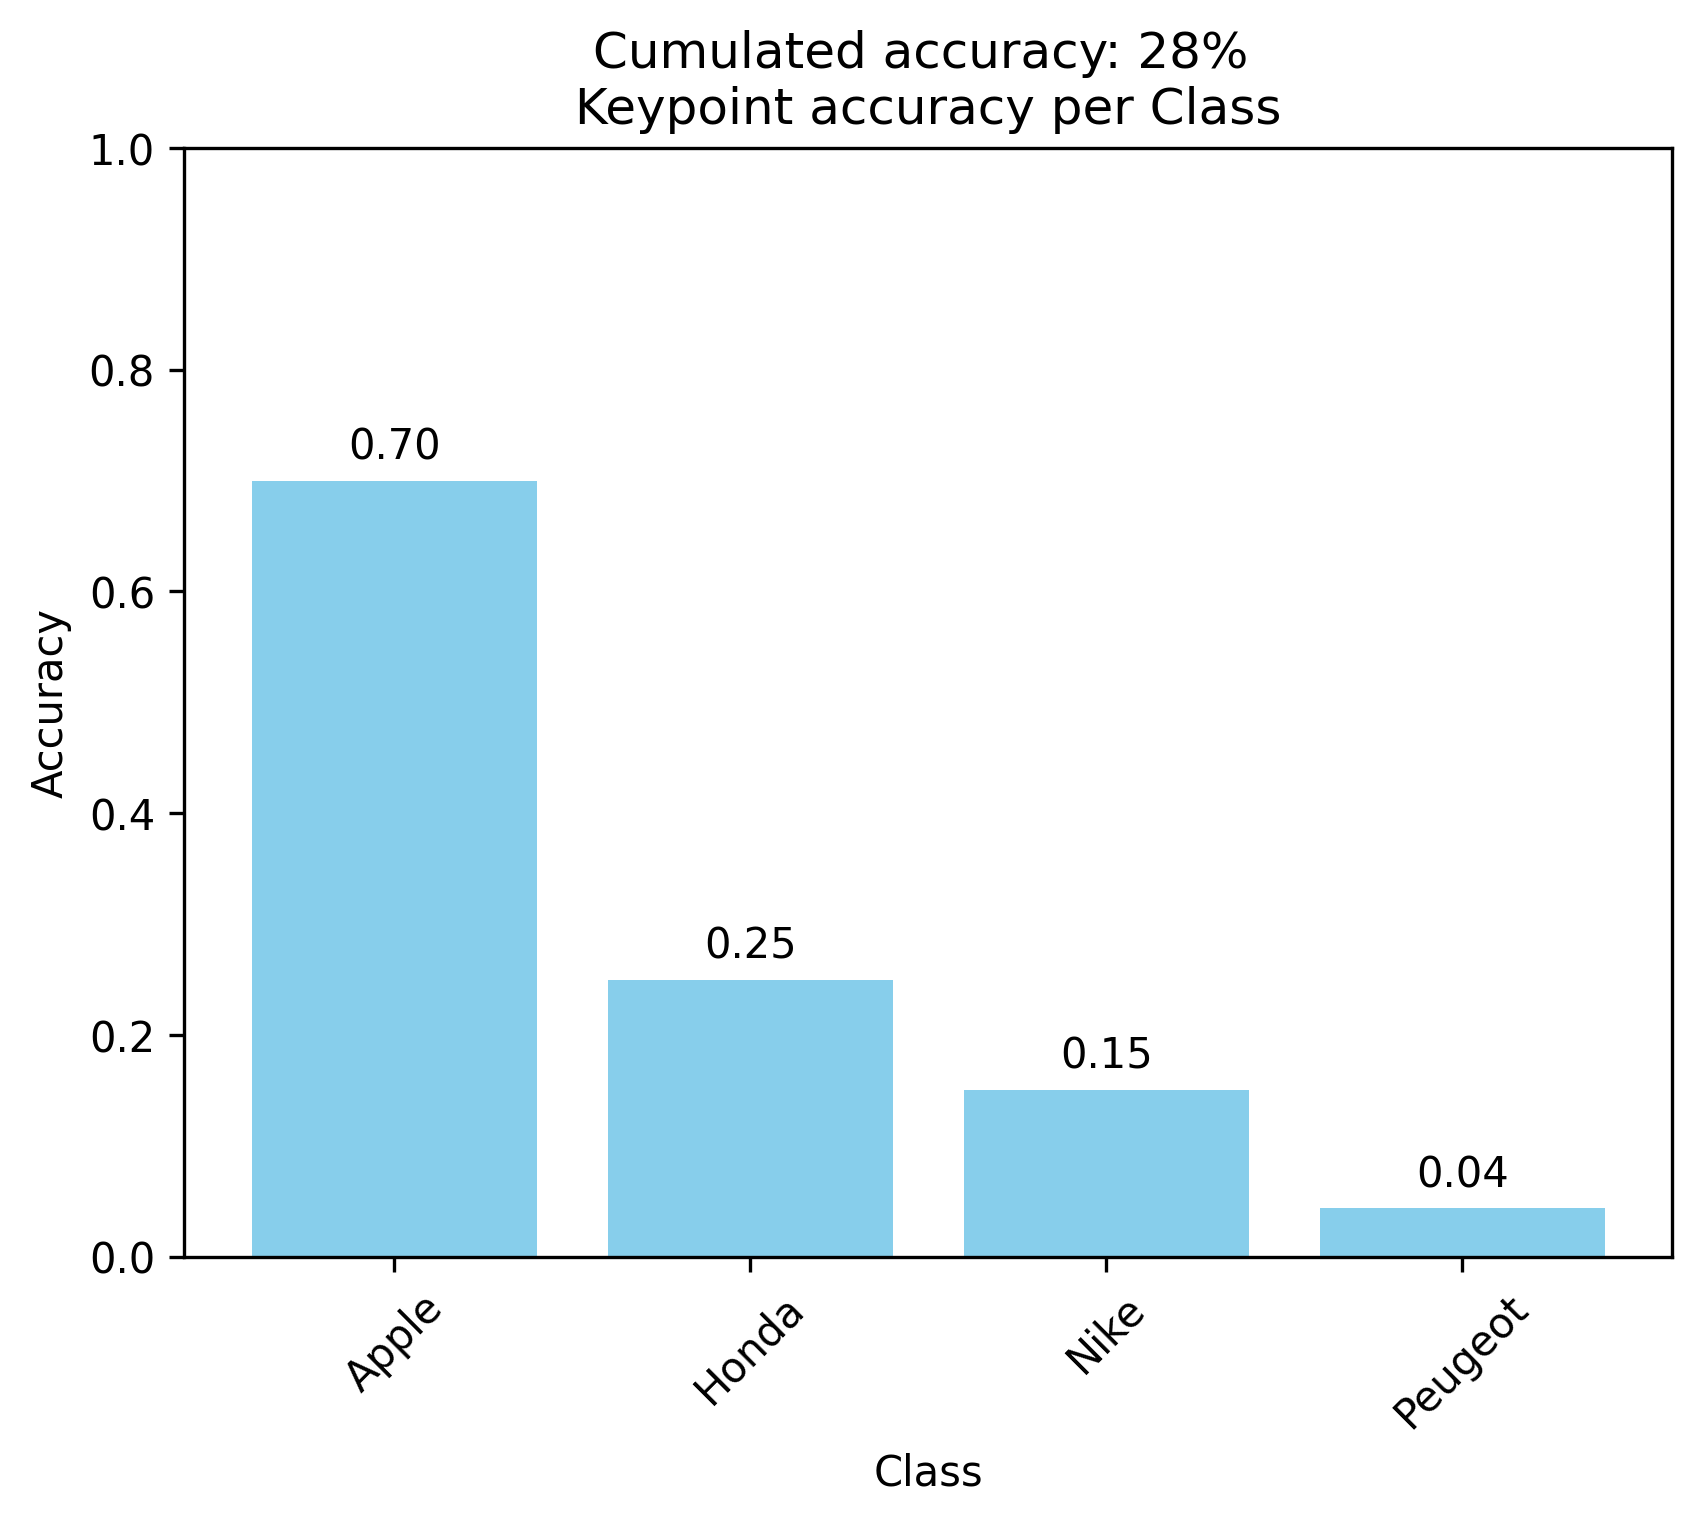 Cumulated accuracy: 28%
Keypoint accuracy per Class
1.0
0.8
0.6
0.4
0.2
0.0
Accuracy
0.70
0.25
0.15
0.04
Apple
Honda
Nike
Peugeot
Class